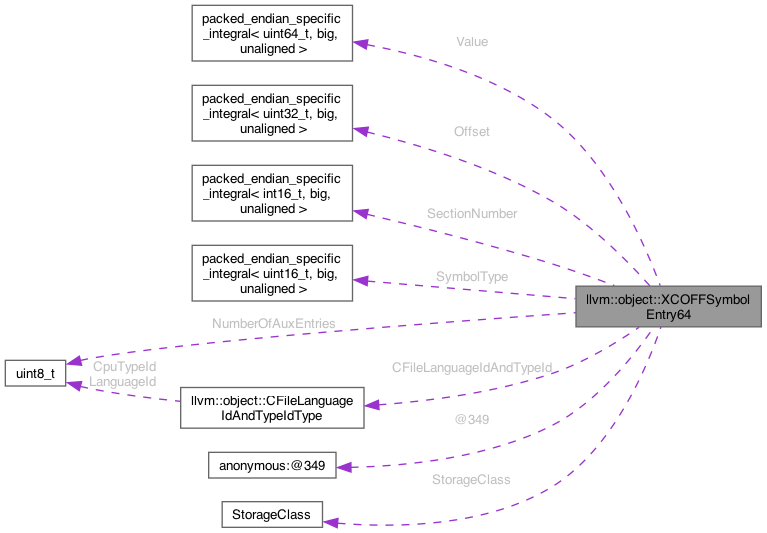 packed_endian_specific
_integral< uint64_t, big,
unaligned >
Value
packed_endian_specific
_integral< uint32_t, big,
unaligned >
Offset
packed_endian_specific
_integral< int16_t, big,
unaligned >
SectionNumber
packed_endian_specific
_integral< uint16_t, big,
unaligned >
SymbolType
llvm::object::XCOFFSymbol
Entry64
NumberOfAuxEntries
uint8_t
CpuTypeId
LanguageId
CFileLanguageIdAndTypeId
llvm::object::CFileLanguage
IdAndTypeIdType
@349
anonymous:@349
StorageClass
StorageClass